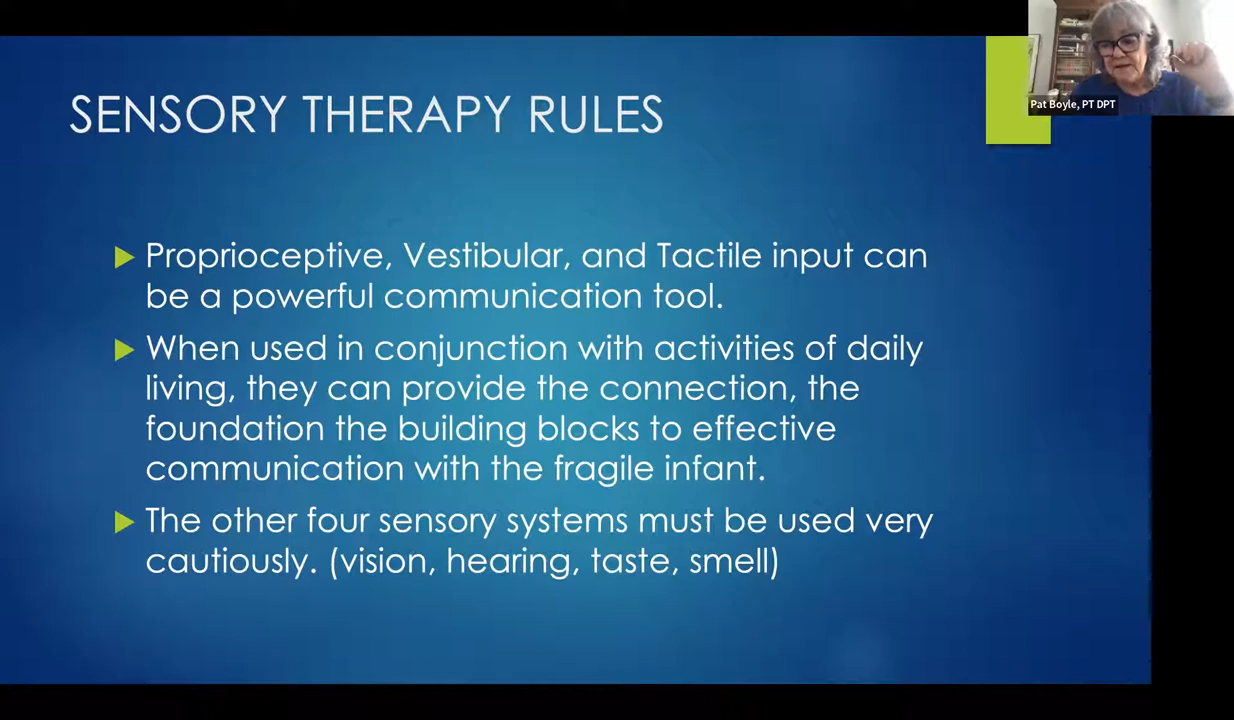 SENSORY THERAPY RULES
Pat Boyle, PT DPT
Proprioceptive, Vestibular, and Tactile input can
be a powerful communication tool.
When used in conjunction with activities of daily
living, they can provide the connection, the
foundation the building blocks to effective
communication with the fragile infant.
The other four sensory systems must be used very
cautiously. (vision, hearing, taste, smell)